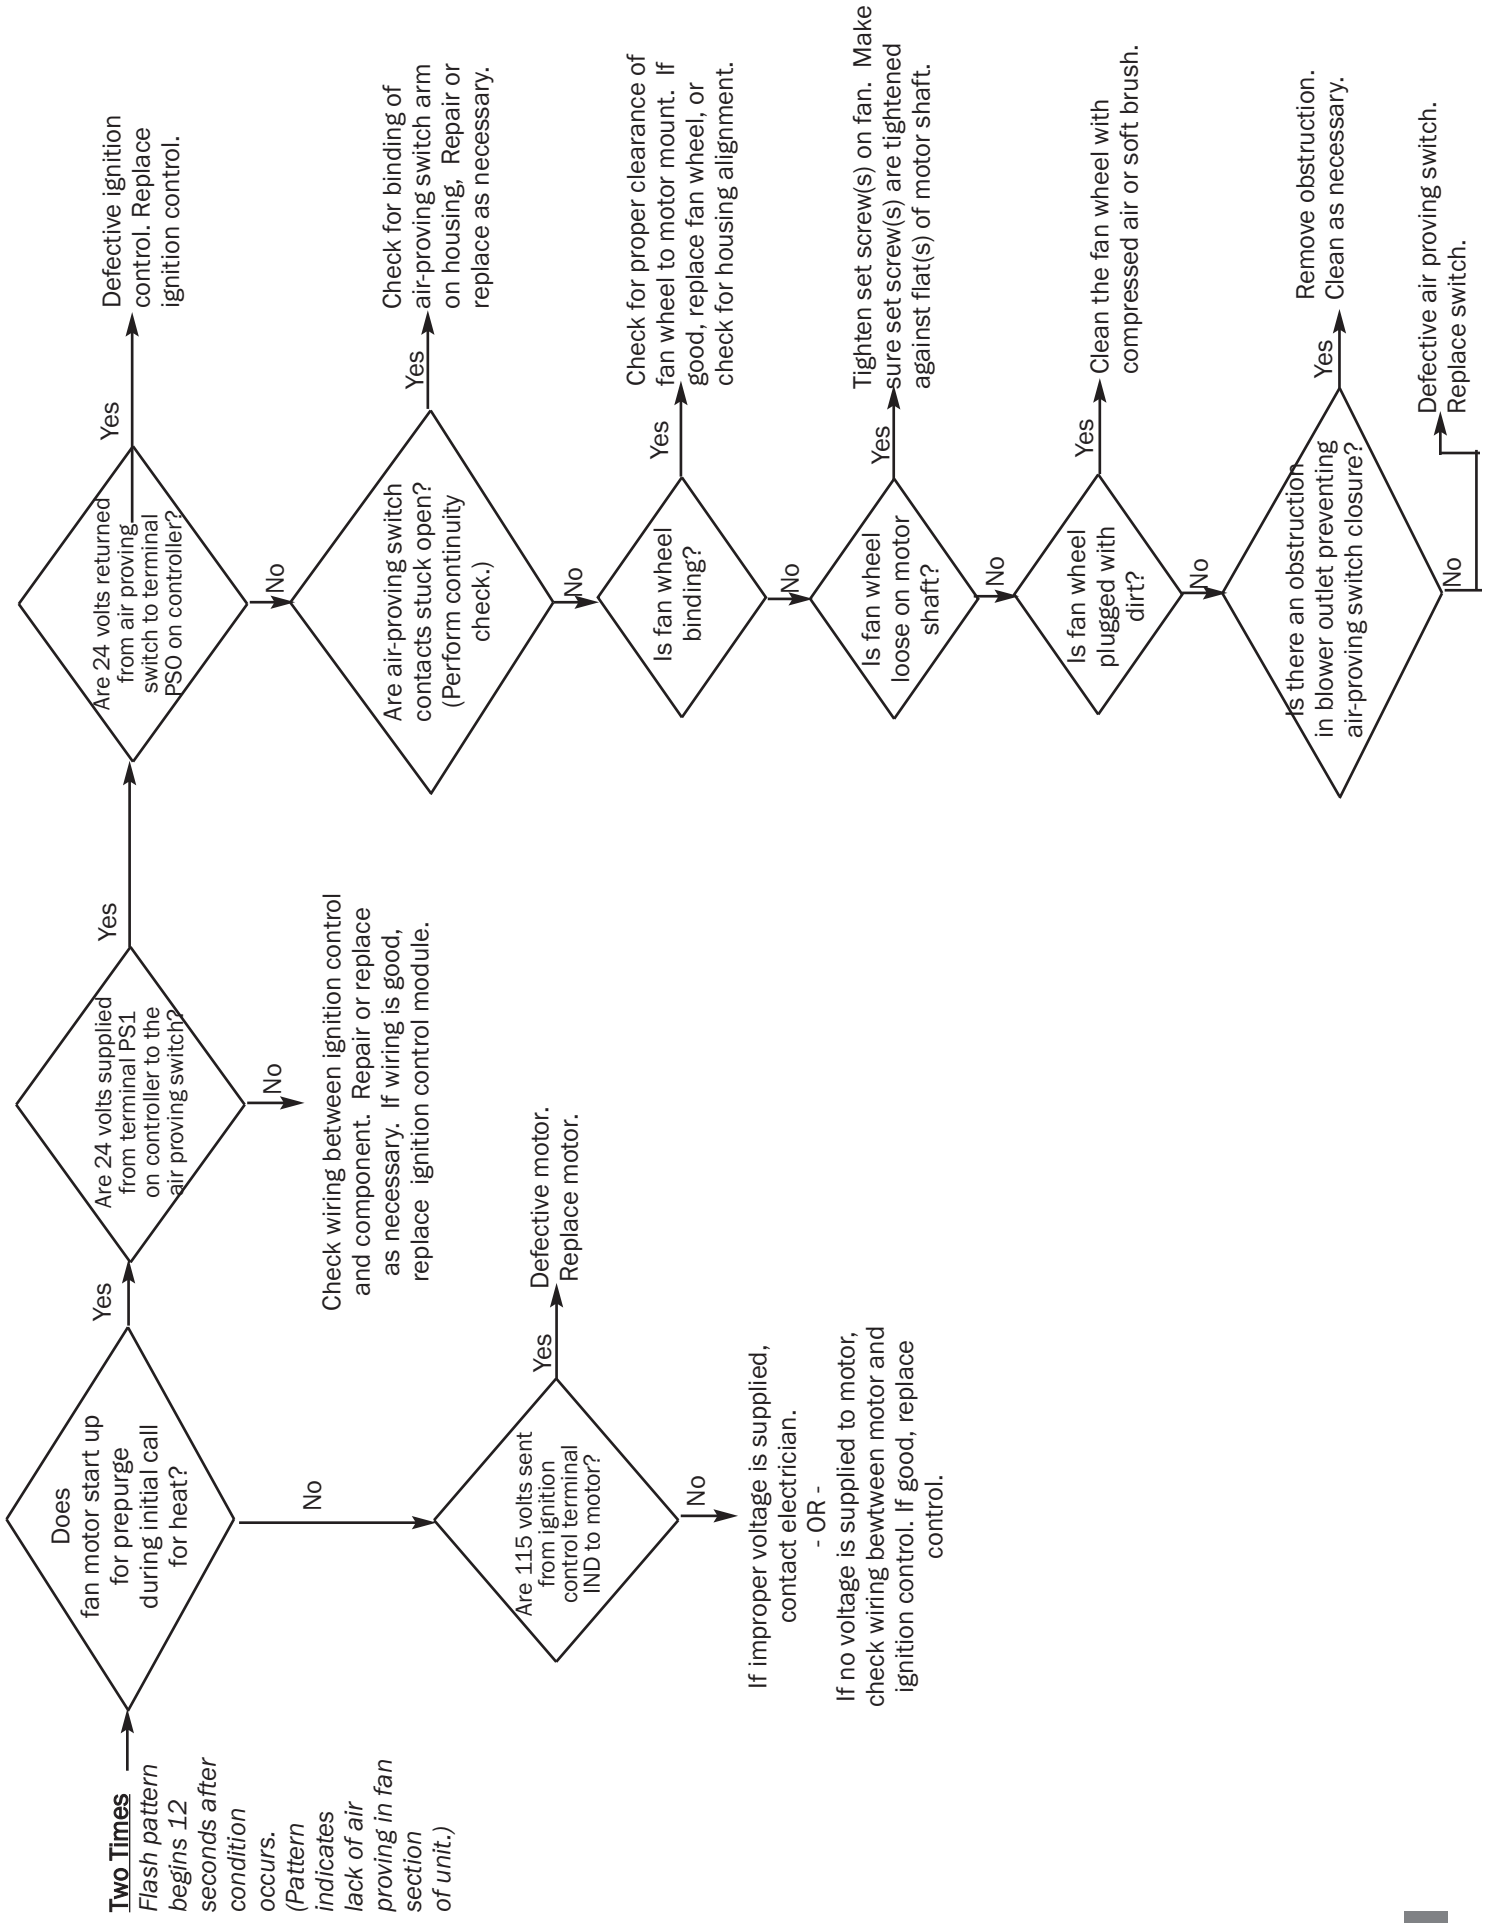 Two Times
Flash pattern
begins 12
seconds after
condition
occurs.
(Pattern
indicates
lack of air
proving in fan
section
of unit.)
Does
fan motor start up
for prepurge
during initial call
for heat?
Yes
No
Are 115 volts sent
from ignition
control terminal
IND to motor?
Yes
Defective motor.
Replace motor.
No
If improper voltage is supplied,
contact electrician.
- OR -
If no voltage is supplied to motor,
check wiring bewtween motor and
ignition control. If good, replace
control.
Are 24 volts supplied
from terminal PS1
on controller to the
air proving switch?
Yes
No
Check wiring between ignition control
and component. Repair or replace
as necessary. If wiring is good,
replace ignition control module.
Are 24 volts returned
from air proving
switch to terminal
PSO on controller?
Yes
Defective ignition
control. Replace
ignition control.
No
Are air-proving switch
contacts stuck open?
(Perform continuity
check.)
Yes
Check for binding of
air-proving switch arm
on housing, Repair or
replace as necessary.
No
Is fan wheel
binding?
Yes
Check for proper clearance of
fan wheel to motor mount. If
good, replace fan wheel, or
check for housing alignment.
No
Is fan wheel
loose on motor
shaft?
Yes
Tighten set screw(s) on fan. Make
sure set screw(s) are tightened
against flat(s) of motor shaft.
No
Is fan wheel
plugged with
dirt?
Yes
Clean the fan wheel with
compressed air or soft brush.
No
Is there an obstruction
in blower outlet preventing
air-proving switch closure?
Yes
Remove obstruction.
Clean as necessary.
No
Defective air proving switch.
Replace switch.